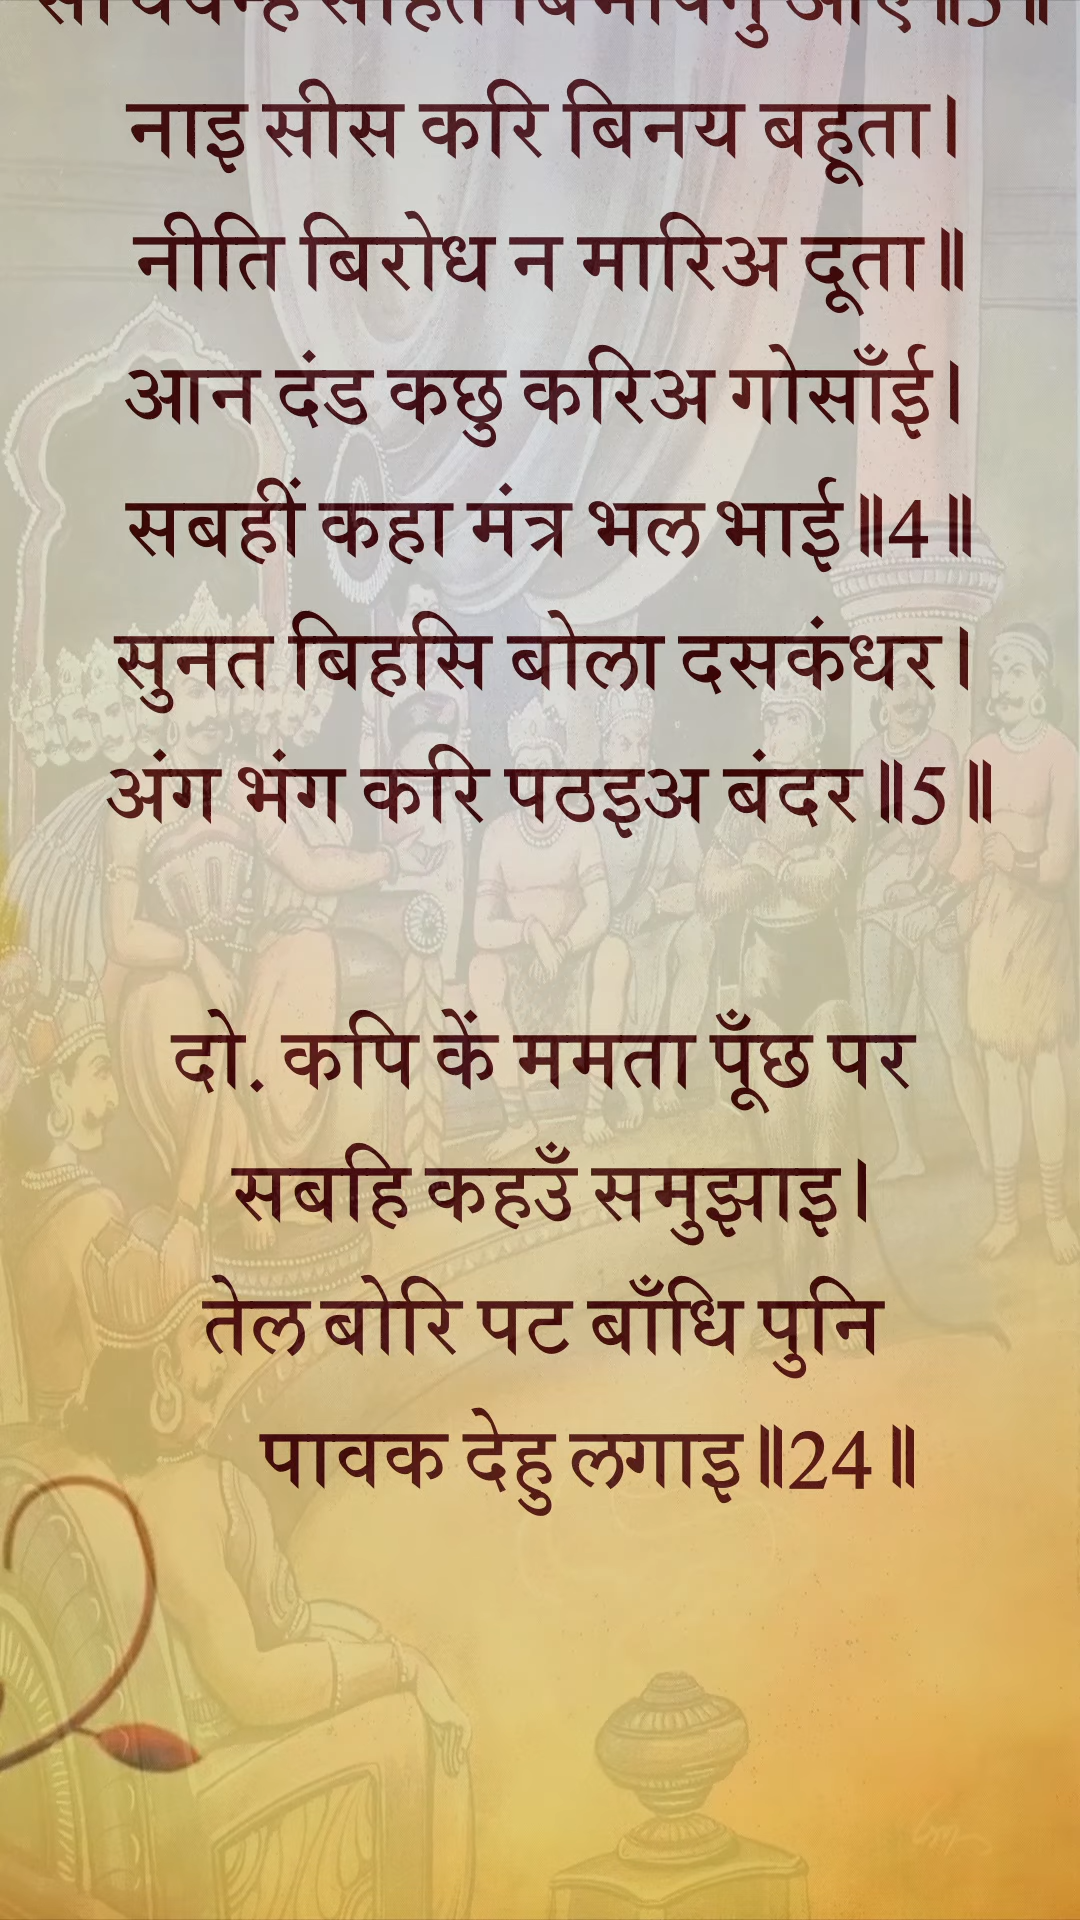 नाइ सीस करि बिनय बहूता।
नीति बिरोध न मारिअ दूता॥
आन दंड कछु करिअ गोसाँई।
सबहीं कहा मंत्र भल भाई॥4॥
सुनत बिहसि बोला दसकंधर।
अंग भंग करि पठइअ बंदर॥5॥
दो. कपि कें ममता पूँछ पर
सबहि कहउँ समुझाइ।
तेल बोरि पट बाँधि पुनि
पावक देहु लगाइ॥24॥